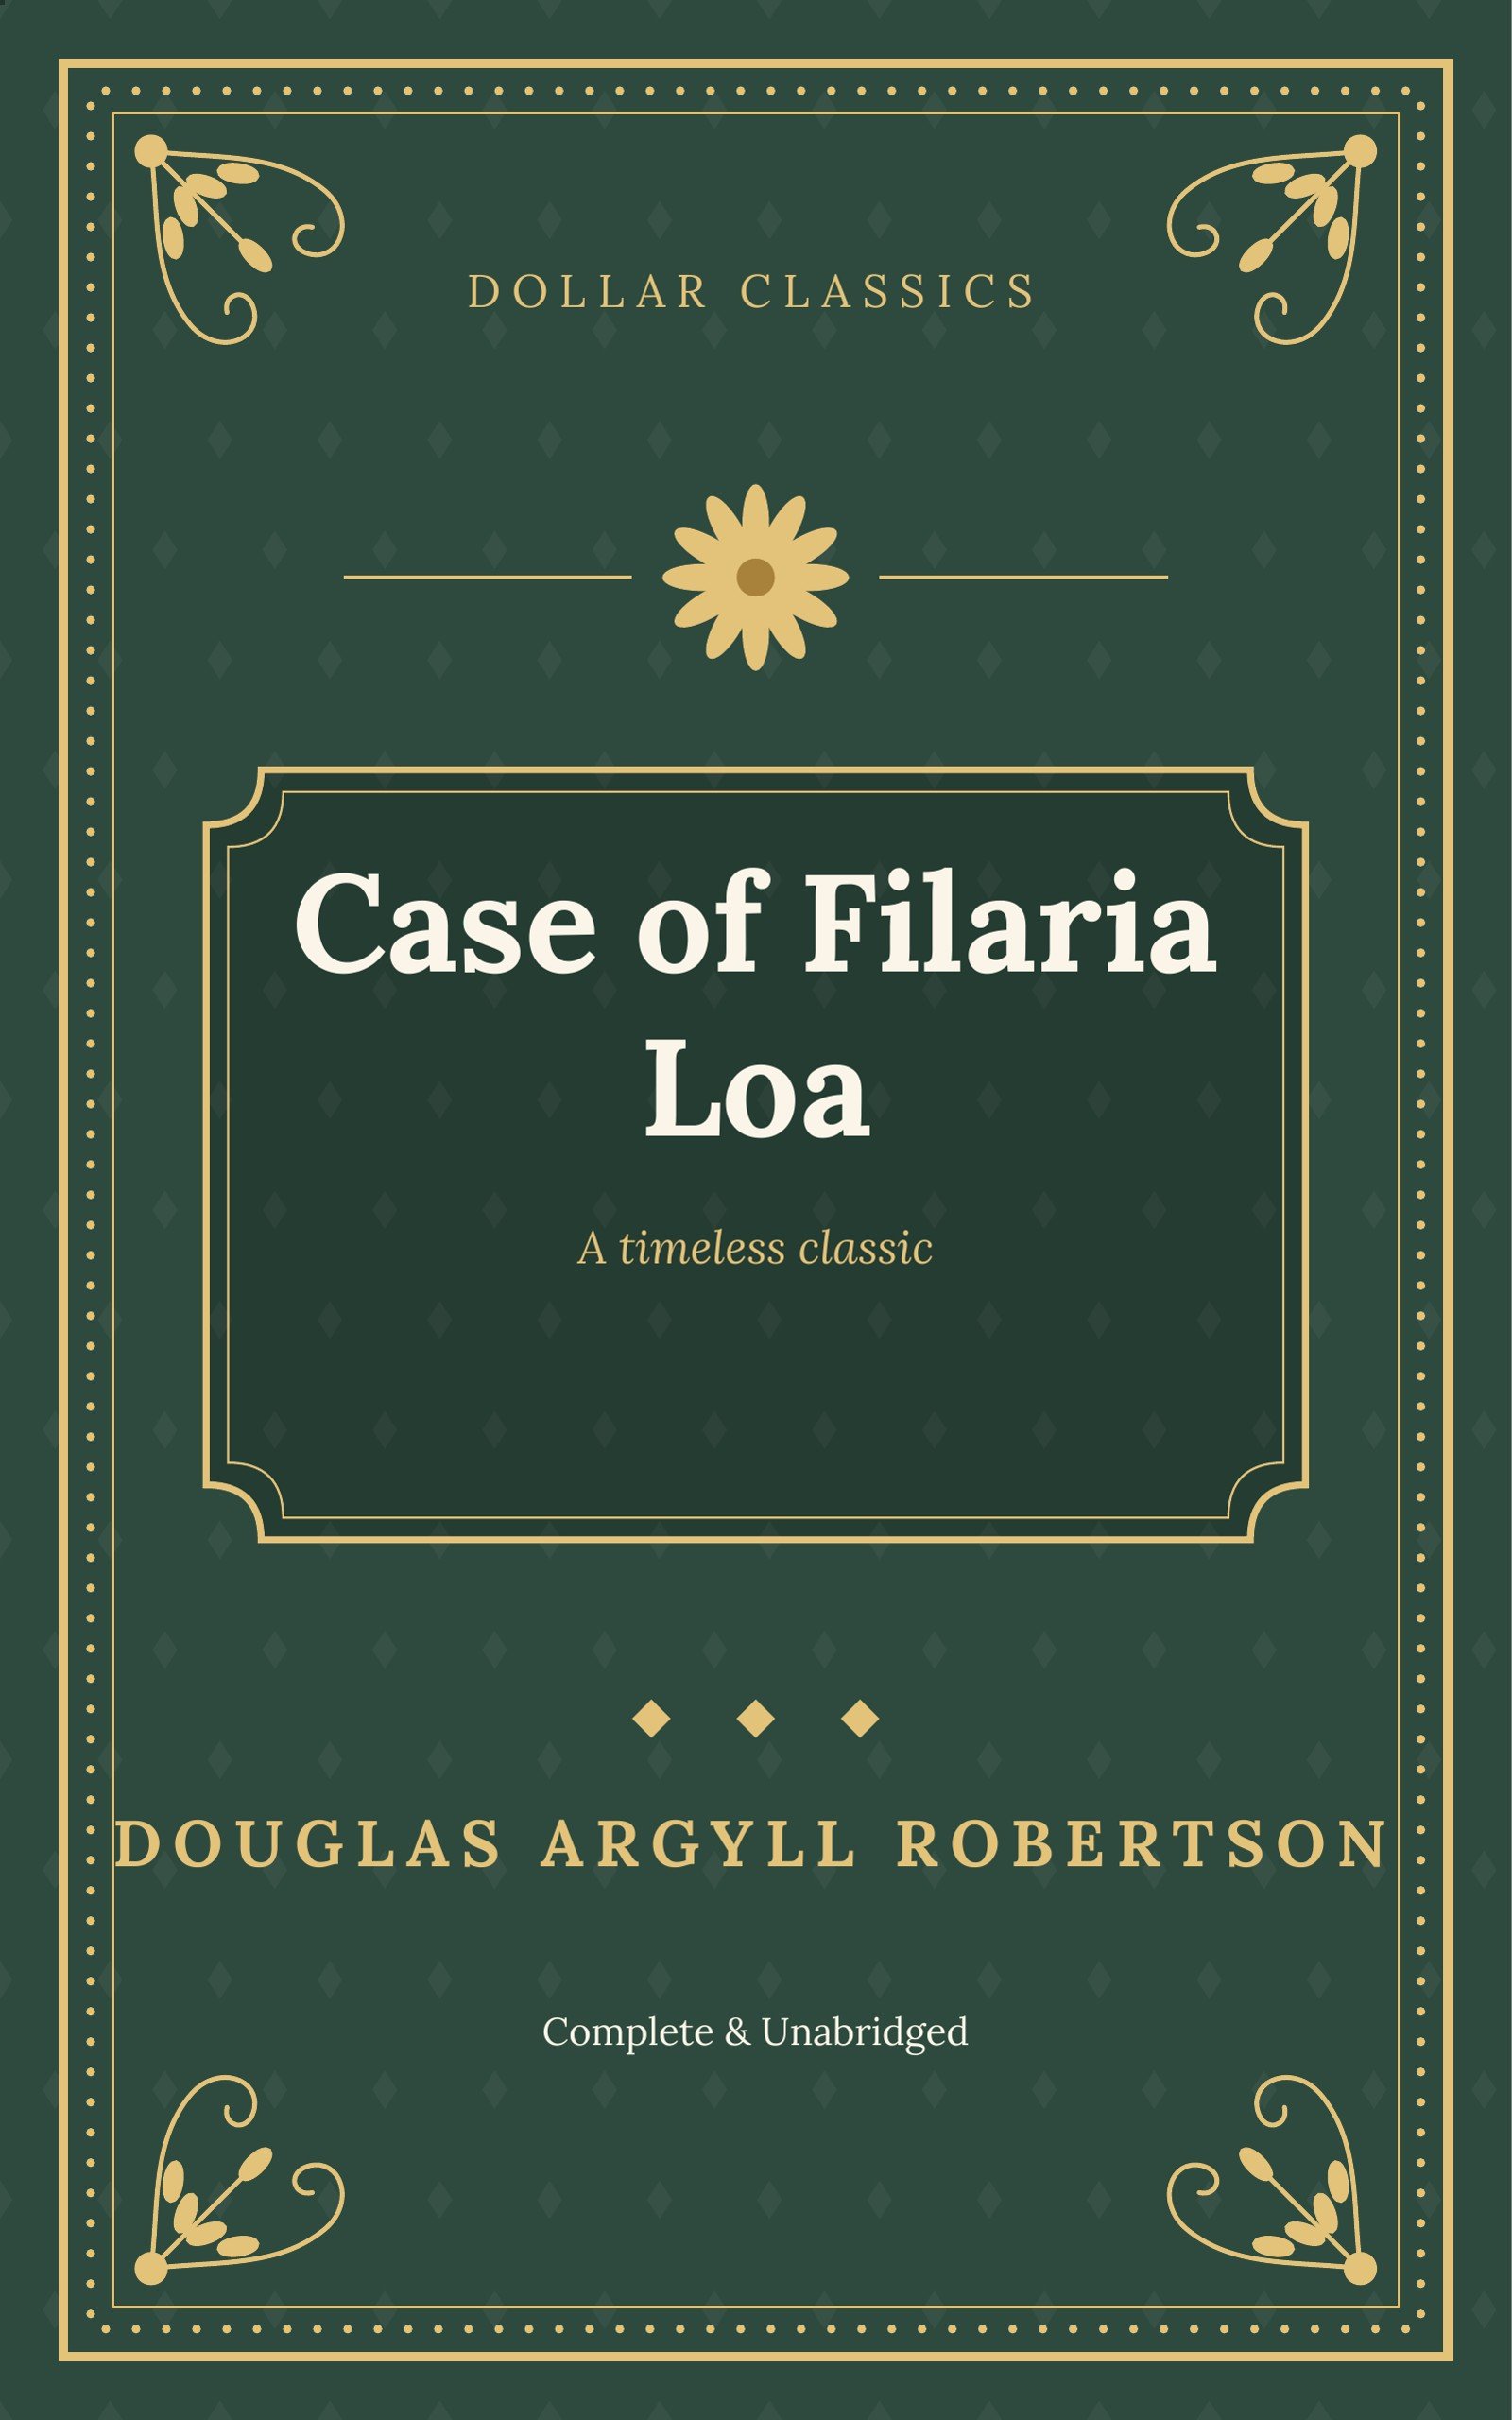 DOLLAR CLASSICS
Case of Filaria
Loa
A timeless classic
DOUGLAS ARGYLL ROBERTSON
Complete & Unabridged